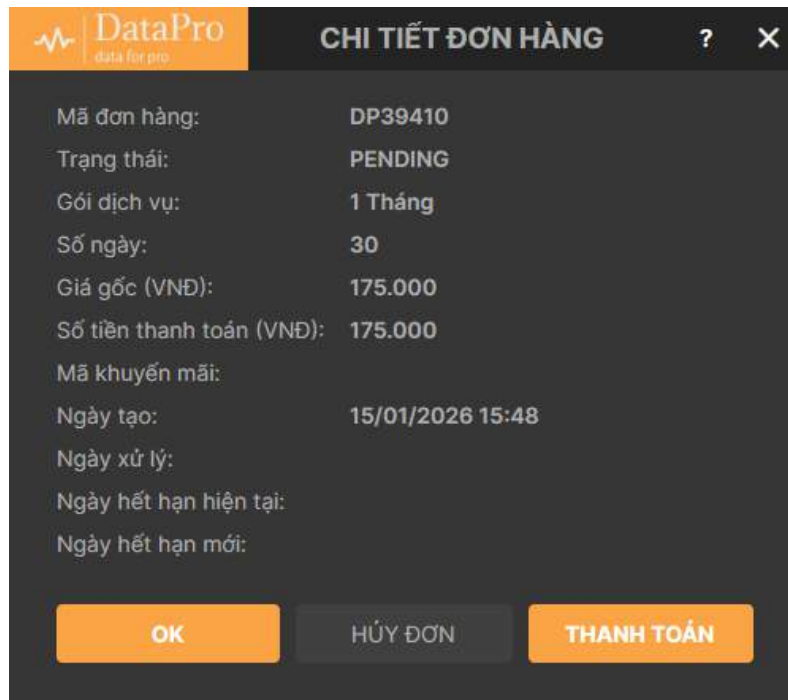 DataPro
data for pro
CHI TIẾT ĐƠN HÀNG ?
Mã đơn hàng: DP39410
Trạng thái: PENDING
Gói dịch vụ: 1 Tháng
Số ngày: 30
Giá gốc (VNĐ): 175.000
Số tiền thanh toán (VNĐ): 175.000
Mã khuyến mãi:
Ngày tạo: 15/01/2026 15:48
Ngày xử lý:
Ngày hết hạn hiện tại:
Ngày hết hạn mới:
OK HỦY ĐƠN THANH TOÁN